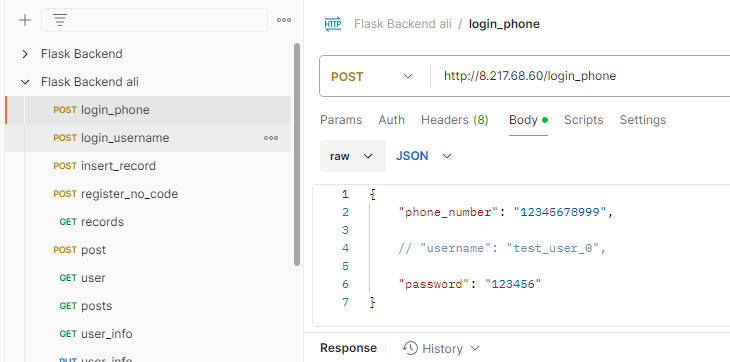 Flask Backend
Flask Backend ali
POST login_phone
POST login_username
POST insert_record
POST register_no_code
GET records
POST post
GET user
GET posts
GET user_info
PUT user_info
HTTP Flask Backend ali / login_phone
POST http://8.217.68.60/login_phone
Params Auth Headers (8) Body Scripts Settings
raw JSON
1 {
2 "phone_number": "12345678999",
3
4 // "username": "test_user_0",
5
6 "password": "123456"
7 }
Response History